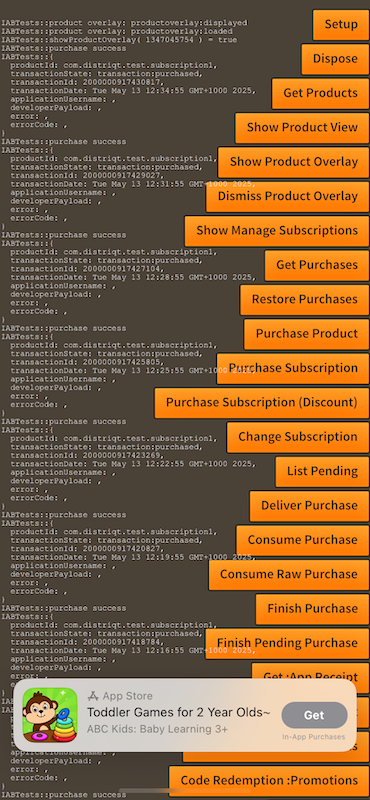 IABTests::product overlay: productoverlay:displayed
IABTests::product overlay: productoverlay:loaded
IABTests::showProductOverlay( 1347045754 ) = true
IABTests::purchase success
IABTests::{
productId: com.distriqt.test.subscription1,
transactionState: transaction:purchased,
transactionId: 2000000917430817,
transactionDate: Tue May 13 12:34:55 GMT+1000 2025,
applicationUsername: ,
developerPayload: ,
error: ,
errorCode: ,
}
IABTests::purchase success
IABTests::{
productId: com.distriqt.test.subscription1,
transactionState: transaction:purchased,
transactionId: 2000000917429027,
transactionDate: Tue May 13 12:31:55 GMT+1000 2025,
applicationUsername: ,
developerPayload: ,
error: ,
errorCode: ,
}
IABTests::purchase success
IABTests::{
productId: com.distriqt.test.subscription1,
transactionState: transaction:purchased,
transactionId: 2000000917427104,
transactionDate: Tue May 13 12:28:55 GMT+1000 2025,
applicationUsername: ,
developerPayload: ,
error: ,
errorCode: ,
}
IABTests::purchase success
IABTests::{
productId: com.distriqt.test.subscription1,
transactionState: transaction:purchased,
transactionId: 2000000917425805,
transactionDate: Tue May 13 12:25:55 GMT+1000 2025,
applicationUsername: ,
developerPayload: ,
error: ,
errorCode: ,
}
IABTests::purchase success
IABTests::{
productId: com.distriqt.test.subscription1,
transactionState: transaction:purchased,
transactionId: 2000000917423269,
transactionDate: Tue May 13 12:22:55 GMT+1000 2025,
applicationUsername: ,
developerPayload: ,
error: ,
errorCode: ,
}
IABTests::purchase success
IABTests::{
productId: com.distriqt.test.subscription1,
transactionState: transaction:purchased,
transactionId: 2000000917420827,
transactionDate: Tue May 13 12:19:55 GMT+1000 2025,
applicationUsername: ,
developerPayload: ,
error: ,
errorCode: ,
}
IABTests::purchase success
IABTests::{
productId: com.distriqt.test.subscription1,
transactionState: transaction:purchased,
transactionId: 2000000917418784,
transactionDate: Tue May 13 12:16:55 GMT+1000 2025,
applicationUsername: ,
developerPayload: ,
IABTests::purchase success
Setup
Dispose
Get Products
Show Product View
Show Product Overlay
Dismiss Product Overlay
Show Manage Subscriptions
Get Purchases
Restore Purchases
Purchase Product
Purchase Subscription
Purchase Subscription (Discount)
Change Subscription
List Pending
Deliver Purchase
Consume Purchase
Consume Raw Purchase
Finish Purchase
Finish Pending Purchase
Get :App Receipt
Code Redemption :Promotions
App Store
Toddler Games for 2 Year Olds~
ABC Kids: Baby Learning 3+
Get
In-App Purchases